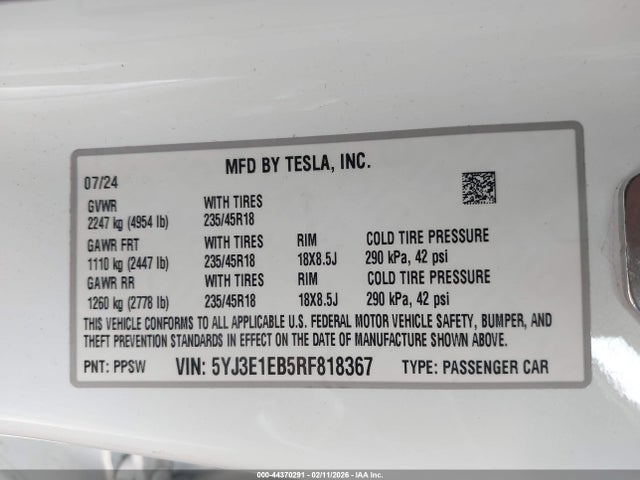 MFD BY TESLA, INC.
07/24
GVWR WITH TIRES
2247 kg (4954 lb) 235/45R18
GAWR FRT WITH TIRES RIM COLD TIRE PRESSURE
1110 kg (2447 lb) 235/45R18 18X8.5J 290 kPa, 42 psi
GAWR RR WITH TIRES RIM COLD TIRE PRESSURE
1260 kg (2778 lb) 235/45R18 18X8.5J 290 kPa, 42 psi
THIS VEHICLE CONFORMS TO ALL APPLICABLE U.S. FEDERAL MOTOR VEHICLE SAFETY, BUMPER, AND
THEFT PREVENTION STANDARDS IN EFFECT ON THE DATE OF MANUFACTURE SHOWN ABOVE.
PNT: PPSW VIN: 5YJ3E1EB5RF818367 TYPE: PASSENGER CAR
000-44370291 - 02/11/2026 - IAAI.COM